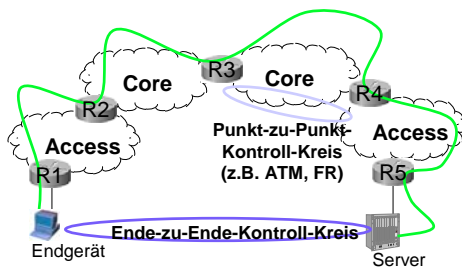 R3
Core
Core
R2
R4
Access
Punkt-zu-Punkt-
Kontroll-Kreis
(z.B. ATM, FR)
Access
R1
R5
Ende-zu-Ende-Kontroll-Kreis
Endgerät
Server